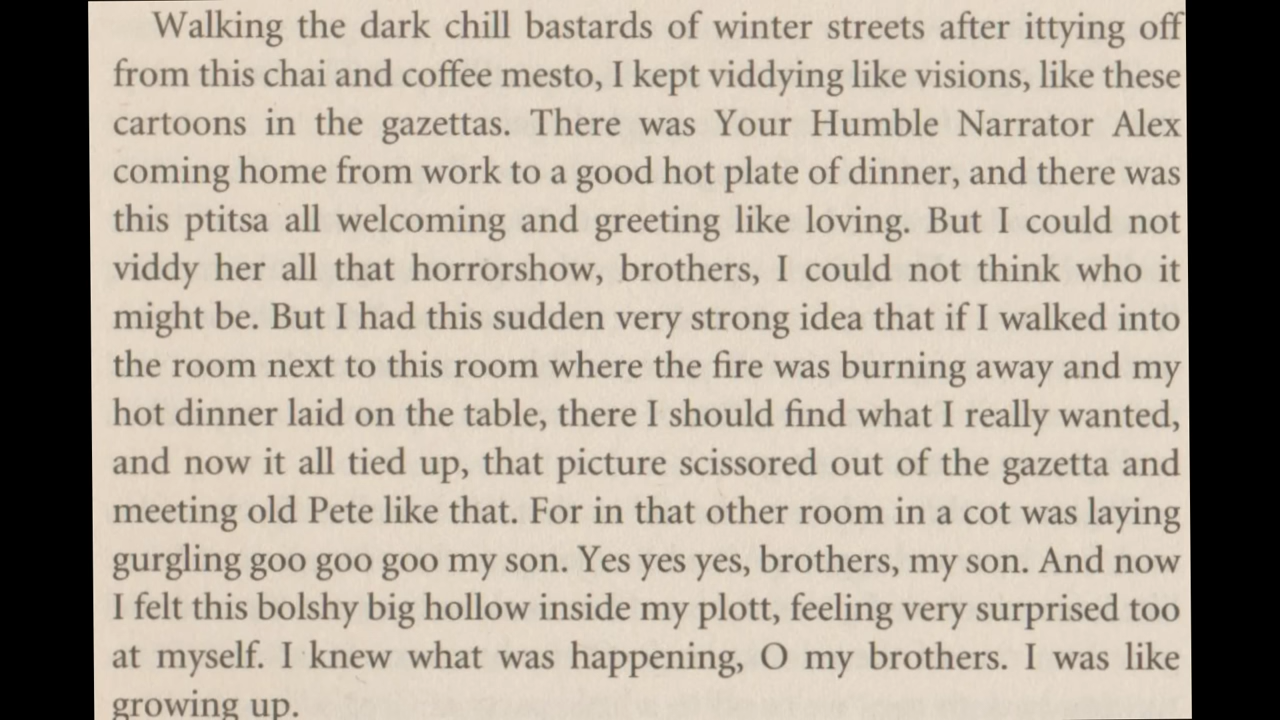 Walking the dark chill bastards of winter streets after ittying off
from this chai and coffee mesto, I kept viddying like visions, like these
cartoons in the gazettas. There was Your Humble Narrator Alex
coming home from work to a good hot plate of dinner, and there was
this ptitsa all welcoming and greeting like loving. But I could not
viddy her all that horrorshow, brothers, I could not think who it
might be. But I had this sudden very strong idea that if I walked into
the room next to this room where the fire was burning away and my
hot dinner laid on the table, there I should find what I really wanted,
and now it all tied up, that picture scissored out of the gazetta and
meeting old Pete like that. For in that other room in a cot was laying
gurgling goo goo goo my son. Yes yes yes, brothers, my son. And now
I felt this bolshy big hollow inside my plott, feeling very surprised too
at myself. I knew what was happening, O my brothers. I was like
growing up.